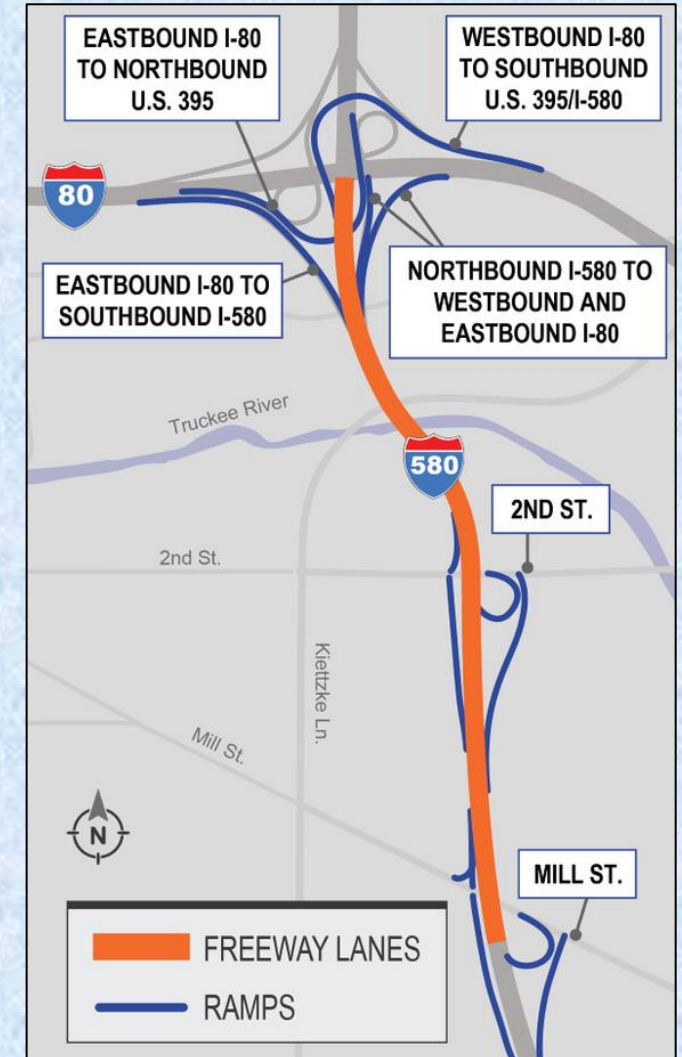 EASTBOUND I-80
TO NORTHBOUND
U.S. 395
WESTBOUND I-80
TO SOUTHBOUND
U.S. 395/I-580
80
EASTBOUND I-80 TO
SOUTHBOUND I-580
NORTHBOUND I-580 TO
WESTBOUND AND
EASTBOUND I-80
Truckee River
580
2ND ST.
2nd St.
Kiettzke Ln.
Mill St.
N
MILL ST.
FREEWAY LANES
RAMPS